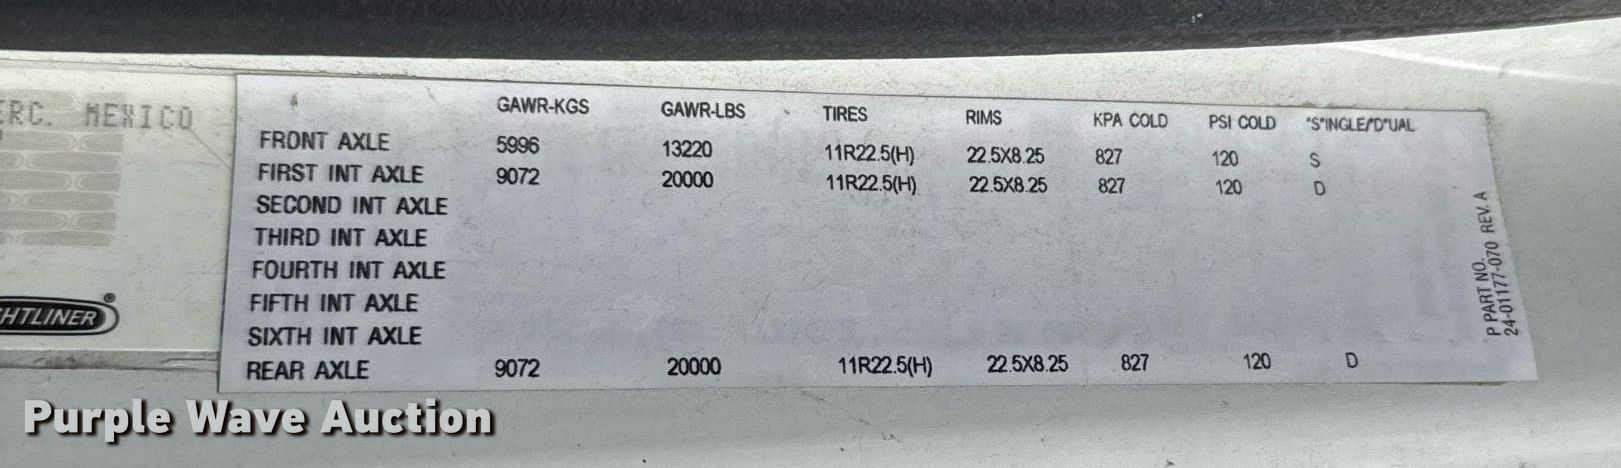 ERC. MEXICO
GAWR-KGS GAWR-LBS TIRES RIMS KPA COLD PSI COLD "S"INGLE/"D"UAL
FRONT AXLE 5996 13220 11R22.5(H) 22.5X8.25 827 120 S
FIRST INT AXLE 9072 20000 11R22.5(H) 22.5X8.25 827 120 D
SECOND INT AXLE
THIRD INT AXLE
FOURTH INT AXLE
FIFTH INT AXLE
SIXTH INT AXLE
REAR AXLE 9072 20000 11R22.5(H) 22.5X8.25 827 120 D
P PART NO.
24-01177-070 REV. A
HTLINER®
Purple Wave Auction